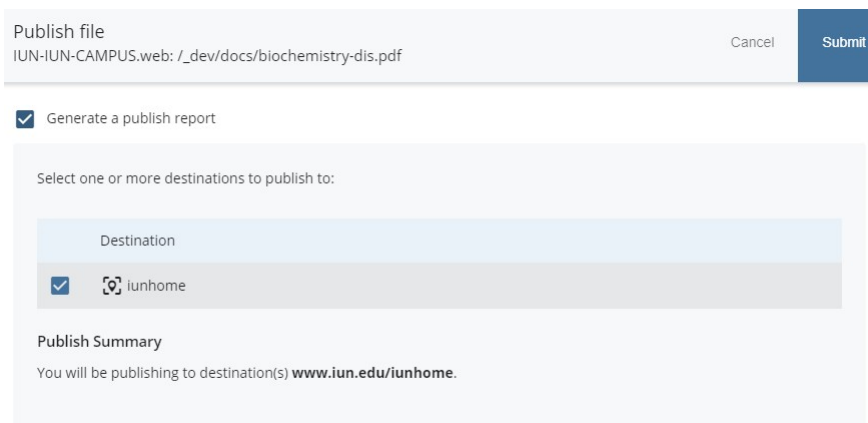 Publish file
IUN-IUN-CAMPUS.web: /_dev/docs/biochemistry-dis.pdf
Cancel
Submit
Generate a publish report
Select one or more destinations to publish to:
Destination
iunhome
Publish Summary
You will be publishing to destination(s) www.iun.edu/iunhome.